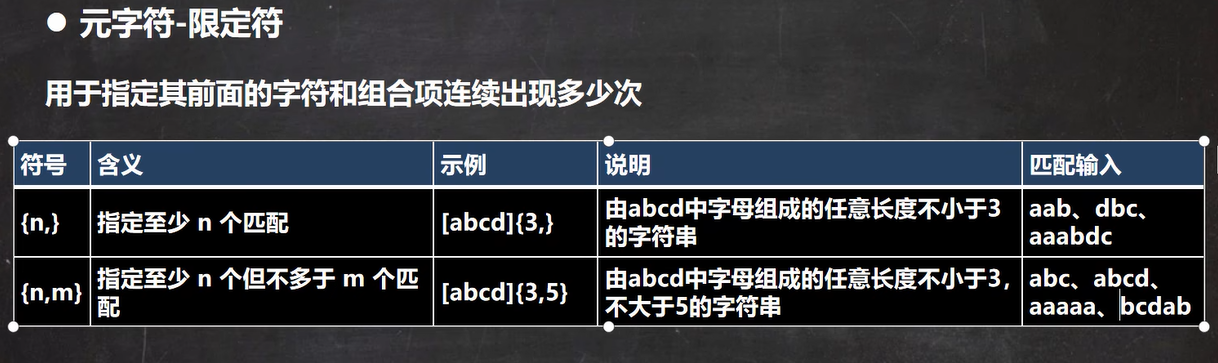 ● 元字符-限定符
用于指定其前面的字符和组合项连续出现多少次
符号 含义 示例 说明 匹配输入
{n,} 指定至少 n 个匹配 [abcd]{3,} 由abcd中字母组成的任意长度不小于3
的字符串 aab、dbc、
aaabdc
{n,m} 指定至少 n 个但不多于 m 个匹
配 [abcd]{3,5} 由abcd中字母组成的任意长度不小于3，
不大于5的字符串 abc、abcd、
aaaaa、bcdab